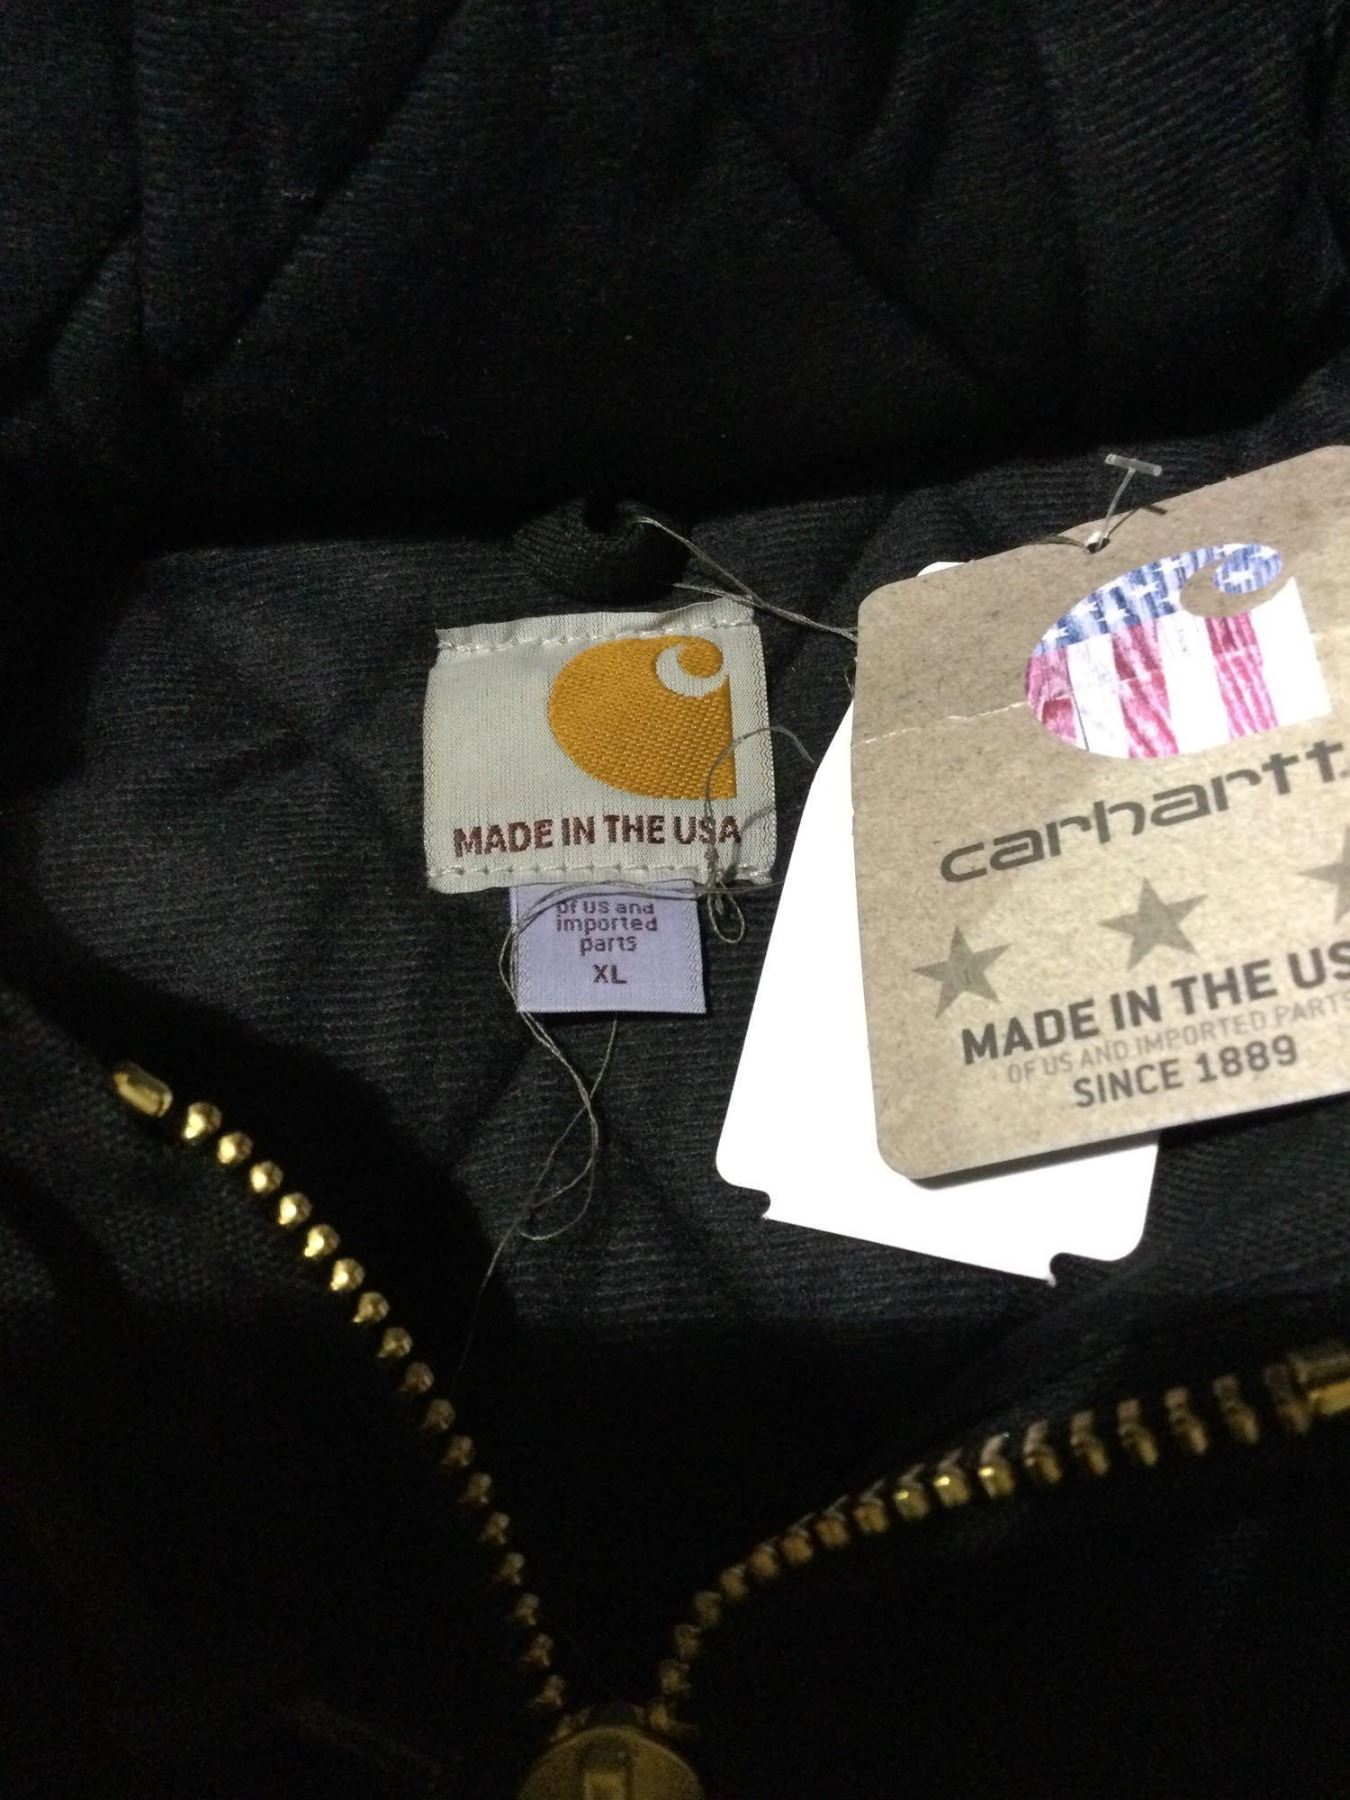 MADE IN THE USA
of US and
imported
parts
XL
carhartt
MADE IN THE US
OF US AND IMPORTED PARTS
SINCE 1889